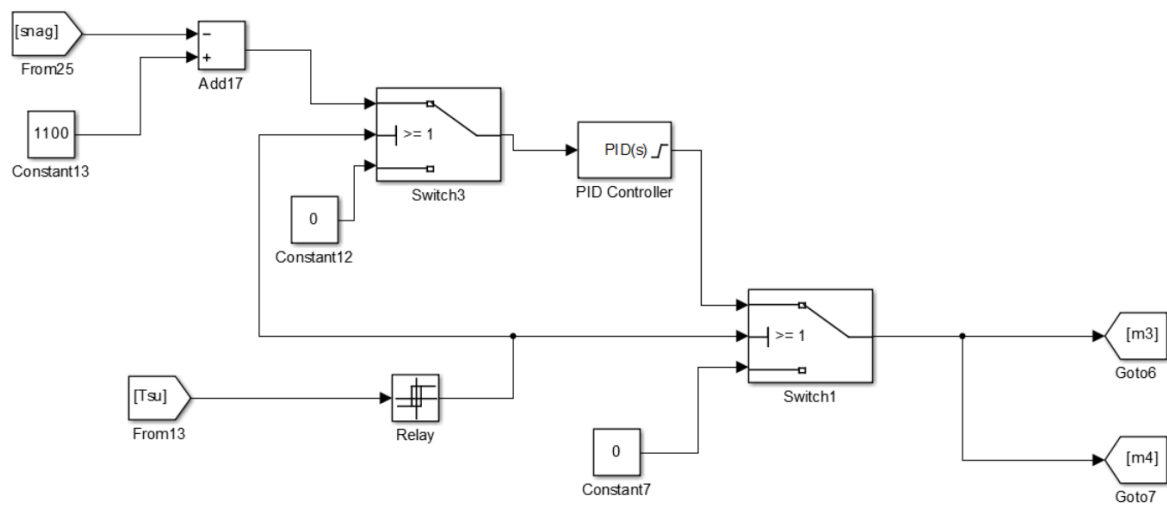 [snag]
From25
−
+
Add17
1100
Constant13
>= 1
Switch3
0
Constant12
PID(s)
PID Controller
>= 1
Switch1
[m3]
Goto6
[Tsu]
From13
Relay
0
Constant7
[m4]
Goto7